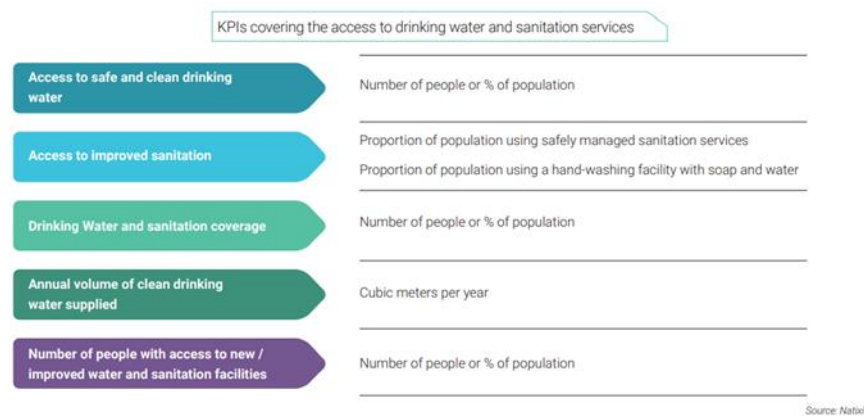 KPIs covering the access to drinking water and sanitation services
Access to safe and clean drinking
water
Number of people or % of population
Access to improved sanitation
Proportion of population using safely managed sanitation services
Proportion of population using a hand-washing facility with soap and water
Drinking Water and sanitation coverage
Number of people or % of population
Annual volume of clean drinking
water supplied
Cubic meters per year
Number of people with access to new /
improved water and sanitation facilities
Number of people or % of population
Source: Natixi